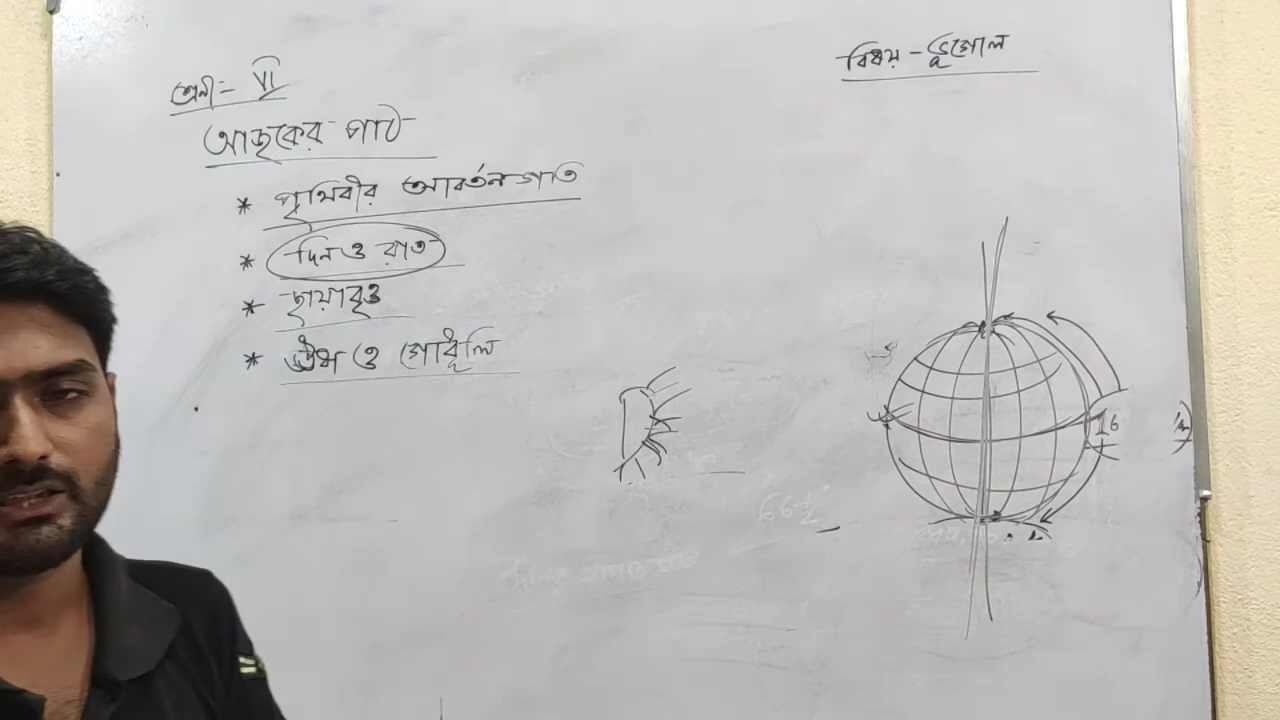 বিষয় - ভূগোল
শ্রেণী - VI
আজকের পাঠ
* পৃথিবীর আবর্তন গতি
* দিন ও রাত
* ছায়াবৃত্ত
* ঊষা ও গোধূলি